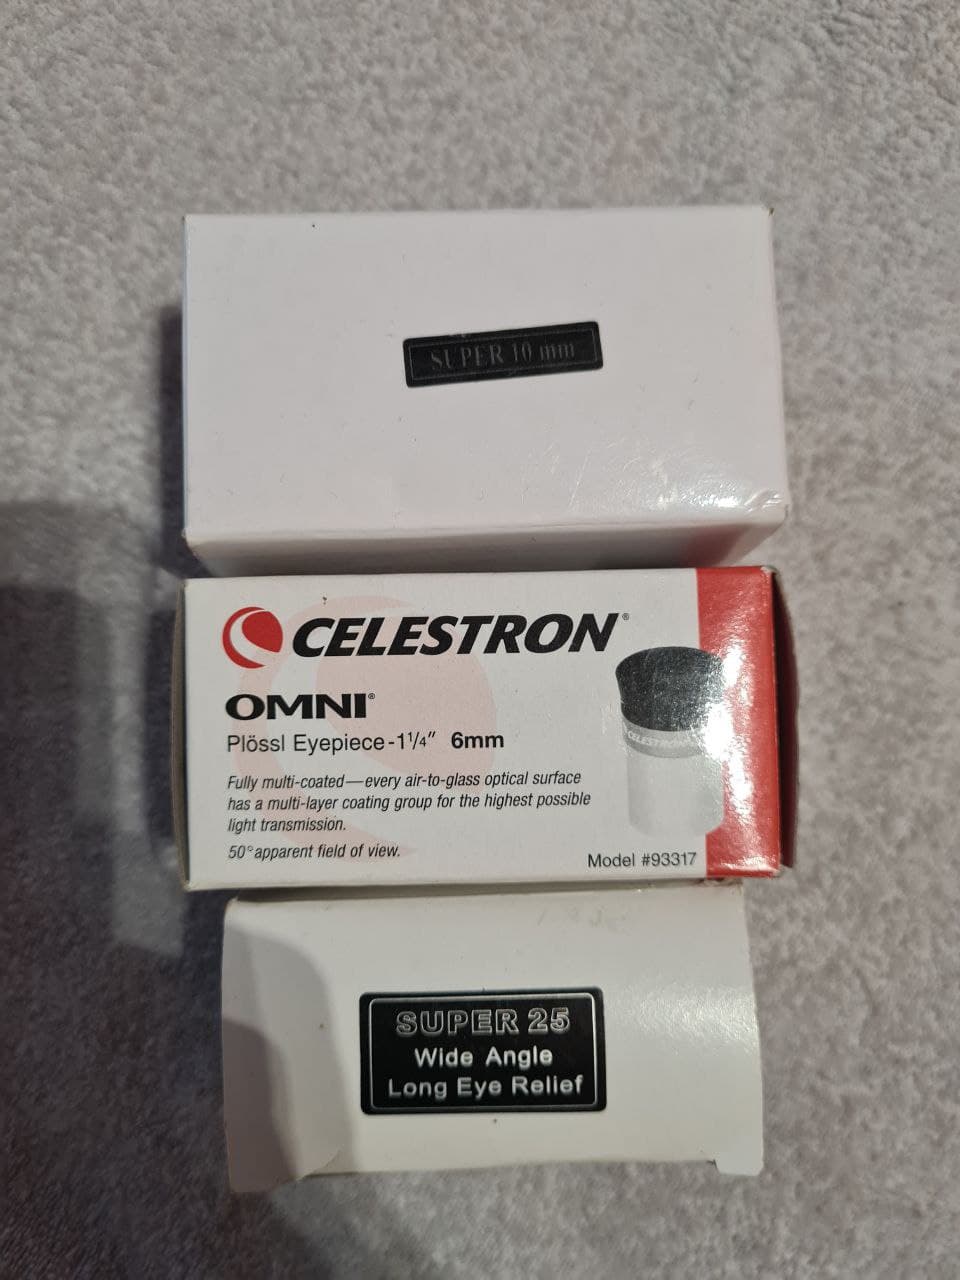 SUPER 10 mm
CELESTRON®
OMNI®
Plössl Eyepiece-1¼" 6mm
Fully multi-coated—every air-to-glass optical surface
has a multi-layer coating group for the highest possible
light transmission.
50° apparent field of view.
CELESTRON
Model #93317
SUPER 25
Wide Angle
Long Eye Relief